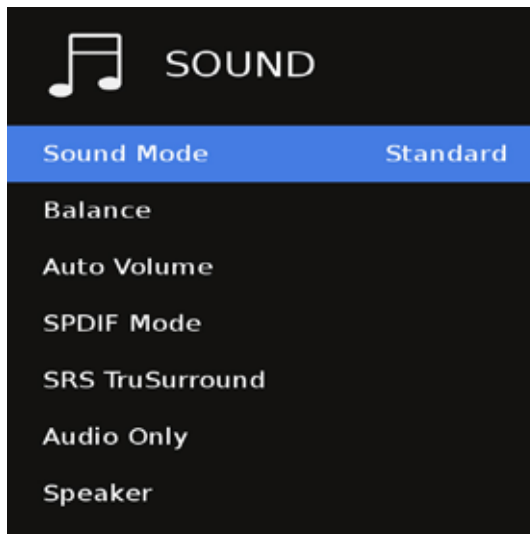 SOUND
Sound Mode Standard
Balance
Auto Volume
SPDIF Mode
SRS TruSurround
Audio Only
Speaker